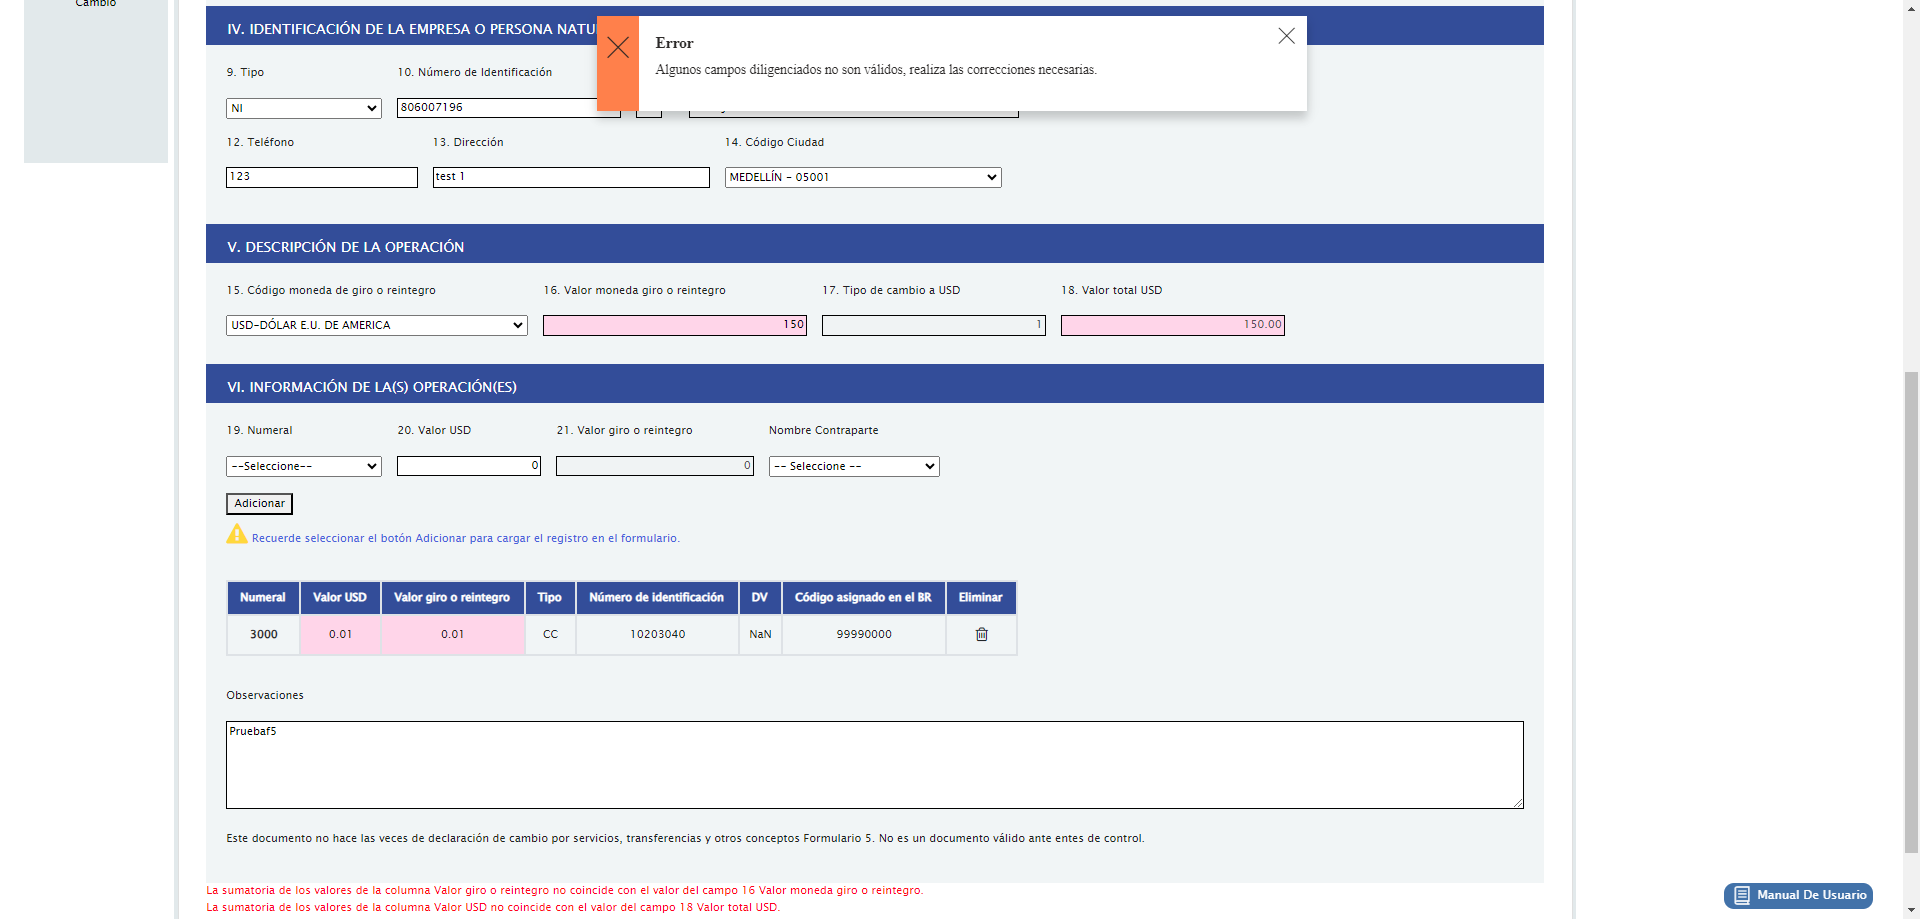 Cambio
IV. IDENTIFICACIÓN DE LA EMPRESA O PERSONA NATU
Error
Algunos campos diligenciados no son válidos, realiza las correcciones necesarias.
9. Tipo
10. Número de Identificación
NI
806007196
12. Teléfono
13. Dirección
14. Código Ciudad
123
test 1
MEDELLÍN - 05001
V. DESCRIPCIÓN DE LA OPERACIÓN
15. Código moneda de giro o reintegro
16. Valor moneda giro o reintegro
17. Tipo de cambio a USD
18. Valor total USD
USD-DÓLAR E.U. DE AMERICA
150
1
150.00
VI. INFORMACIÓN DE LA(S) OPERACIÓN(ES)
19. Numeral
20. Valor USD
21. Valor giro o reintegro
Nombre Contraparte
--Seleccione--
0
0
-- Seleccione --
Adicionar
Recuerde seleccionar el botón Adicionar para cargar el registro en el formulario.
Numeral Valor USD Valor giro o reintegro Tipo Número de identificación DV Código asignado en el BR Eliminar
3000 0.01 0.01 CC 10203040 NaN 99990000
Observaciones
Pruebaf5
Este documento no hace las veces de declaración de cambio por servicios, transferencias y otros conceptos Formulario 5. No es un documento válido ante entes de control.
La sumatoria de los valores de la columna Valor giro o reintegro no coincide con el valor del campo 16 Valor moneda giro o reintegro.
Manual De Usuario
La sumatoria de los valores de la columna Valor USD no coincide con el valor del campo 18 Valor total USD.